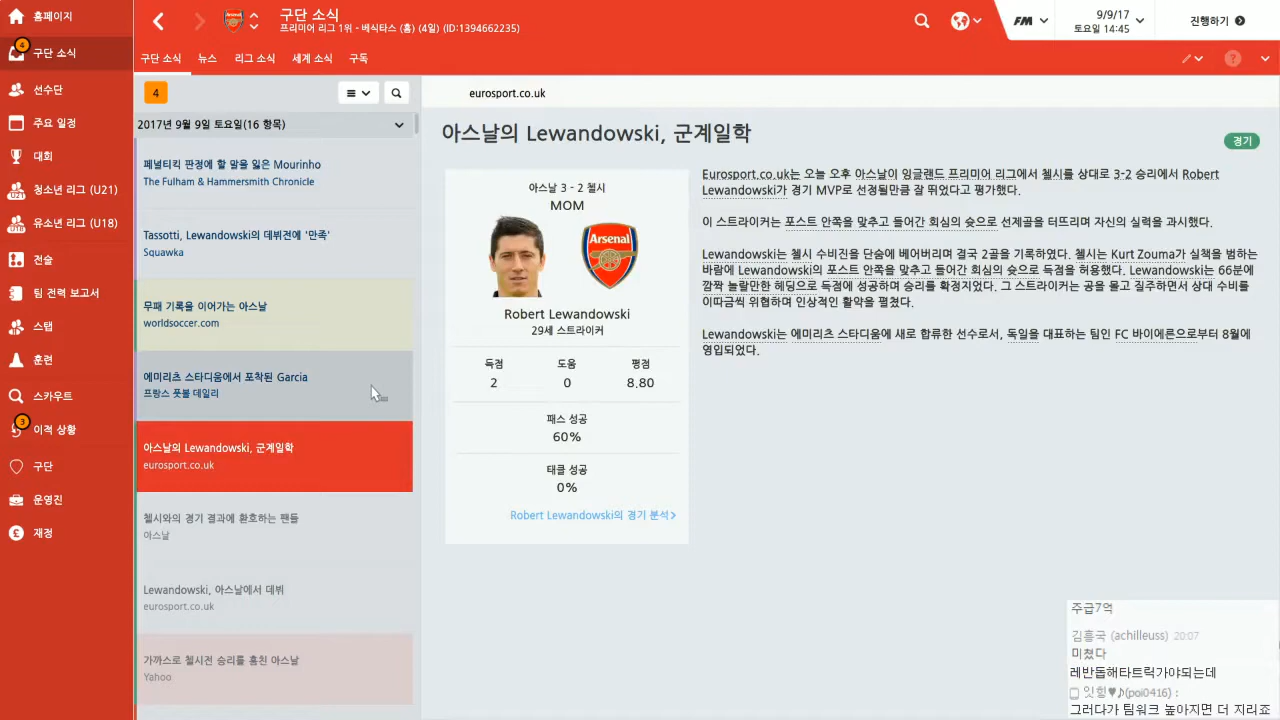 홈페이지
4
구단 소식
선수단
주요 일정
대회
청소년 리그 (U21)
유소년 리그 (U18)
전술
팀 전력 보고서
스탭
훈련
스카우트
3
이적 상황
구단
운영진
재정
구단 소식
프리미어 리그 1위 - 베식타스 (홈) (4일) (ID:1394662235)
FM
9/9/17
토요일 14:45
진행하기
구단 소식
뉴스
리그 소식
세계 소식
구독
4
2017년 9월 9일 토요일(16 항목)
페널티킥 판정에 할 말을 잃은 Mourinho
The Fulham & Hammersmith Chronicle
Tassotti, Lewandowski의 데뷔전에 '만족'
Squawka
무패 기록을 이어가는 아스날
worldsoccer.com
에미리츠 스타디움에서 포착된 Garcia
프랑스 풋볼 데일리
아스날의 Lewandowski, 군계일학
eurosport.co.uk
첼시와의 경기 결과에 환호하는 팬들
아스날
Lewandowski, 아스날에서 데뷔
eurosport.co.uk
가까스로 첼시전 승리를 훔친 아스날
Yahoo
eurosport.co.uk
아스날의 Lewandowski, 군계일학
경기
아스날 3 - 2 첼시
MOM
Arsenal
Robert Lewandowski
29세 스트라이커
득점 도움 평점
2 0 8.80
패스 성공
60%
태클 성공
0%
Robert Lewandowski의 경기 분석
Eurosport.co.uk는 오늘 오후 아스날이 잉글랜드 프리미어 리그에서 첼시를 상대로 3-2 승리에서 Robert
Lewandowski가 경기 MVP로 선정될만큼 잘 뛰었다고 평가했다.
이 스트라이커는 포스트 안쪽을 맞추고 들어간 회심의 슛으로 선제골을 터뜨리며 자신의 실력을 과시했다.
Lewandowski는 첼시 수비진을 단숨에 베어버리며 결국 2골을 기록하였다. 첼시는 Kurt Zouma가 실책을 범하는
바람에 Lewandowski의 포스트 안쪽을 맞추고 들어간 회심의 슛으로 득점을 허용했다. Lewandowski는 66분에
깜짝 놀랄만한 헤딩으로 득점에 성공하며 승리를 확정지었다. 그 스트라이커는 공을 몰고 질주하면서 상대 수비를
이따금씩 위협하며 인상적인 활약을 펼쳤다.
Lewandowski는 에미리츠 스타디움에 새로 합류한 선수로서, 독일을 대표하는 팀인 FC 바이에른으로부터 8월에
영입되었다.
주급7억
김흥국 (achilleuss) 20:07
미쳤다
레반돕해타트락가야되는데
잇힝♥♪(poi0416) :
그러다가 팀워크 높아지면 더 지리죠